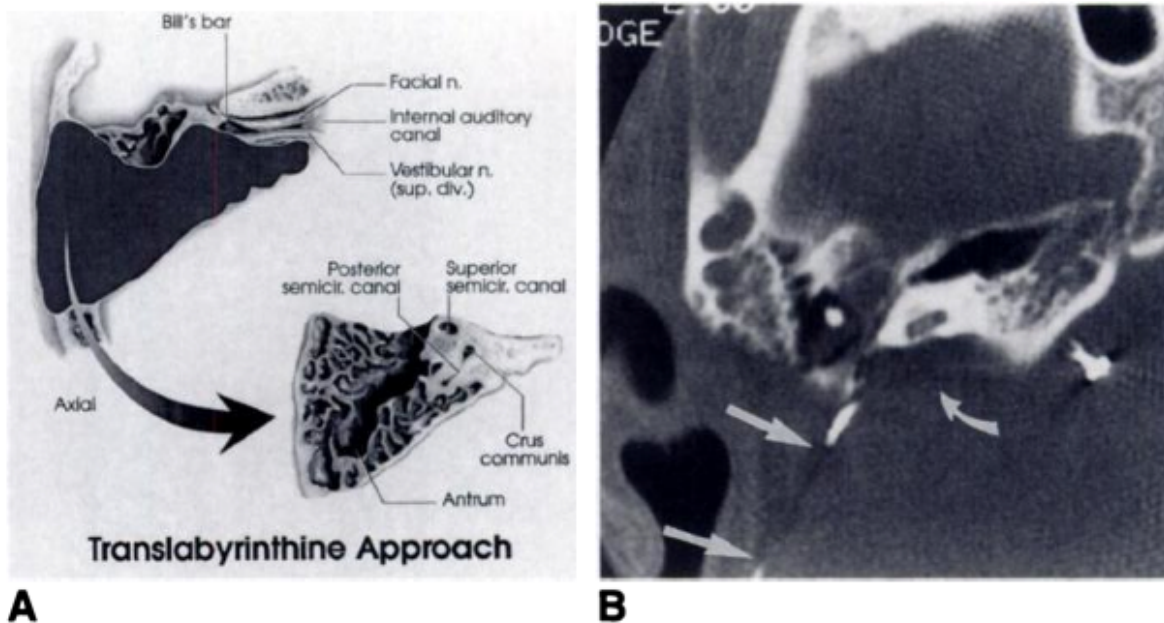 Bill's bar
Facial n.
Internal auditory
canal
Vestibular n.
(sup. div.)
Posterior
semicir. canal
Superior
semicir. canal
Axial
Crus
communis
Antrum
Translabyrinthine Approach
A
DGE
B